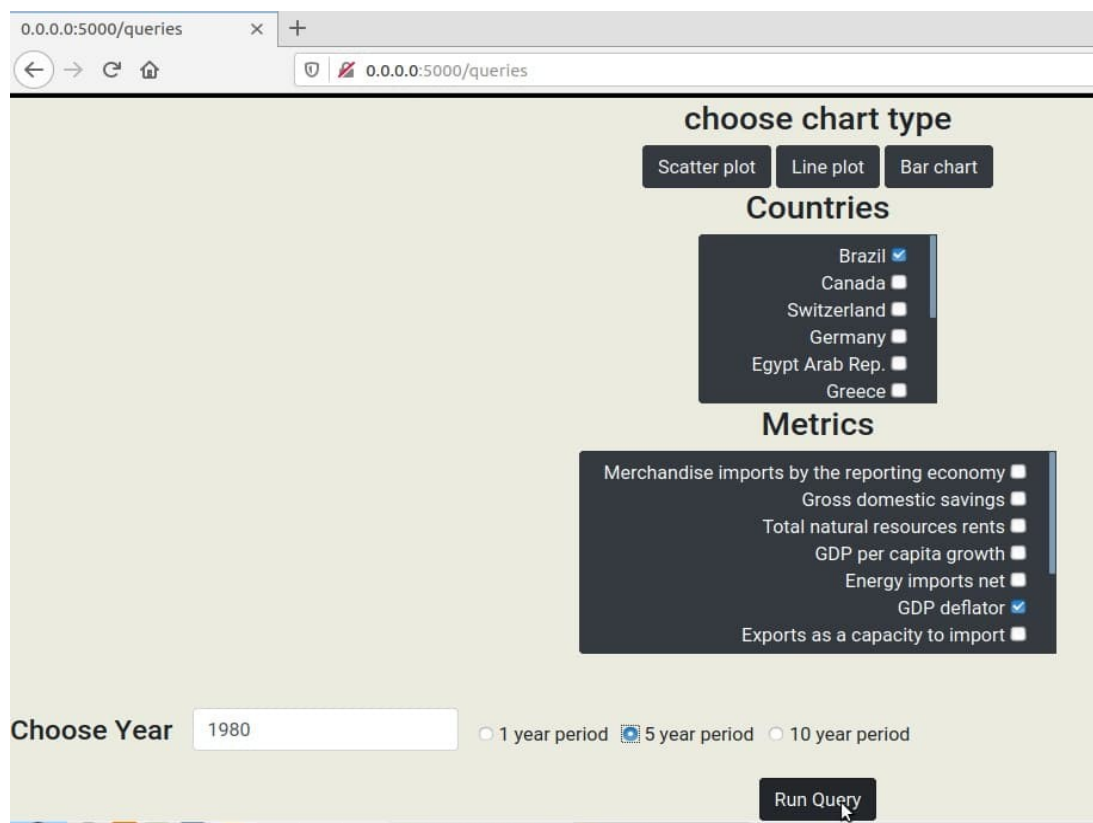 0.0.0.0:5000/queries
0.0.0.0:5000/queries
choose chart type
Scatter plot Line plot Bar chart
Countries
Brazil
Canada
Switzerland
Germany
Egypt Arab Rep.
Greece
Metrics
Merchandise imports by the reporting economy
Gross domestic savings
Total natural resources rents
GDP per capita growth
Energy imports net
GDP deflator
Exports as a capacity to import
Choose Year 1980 1 year period 5 year period 10 year period
Run Query